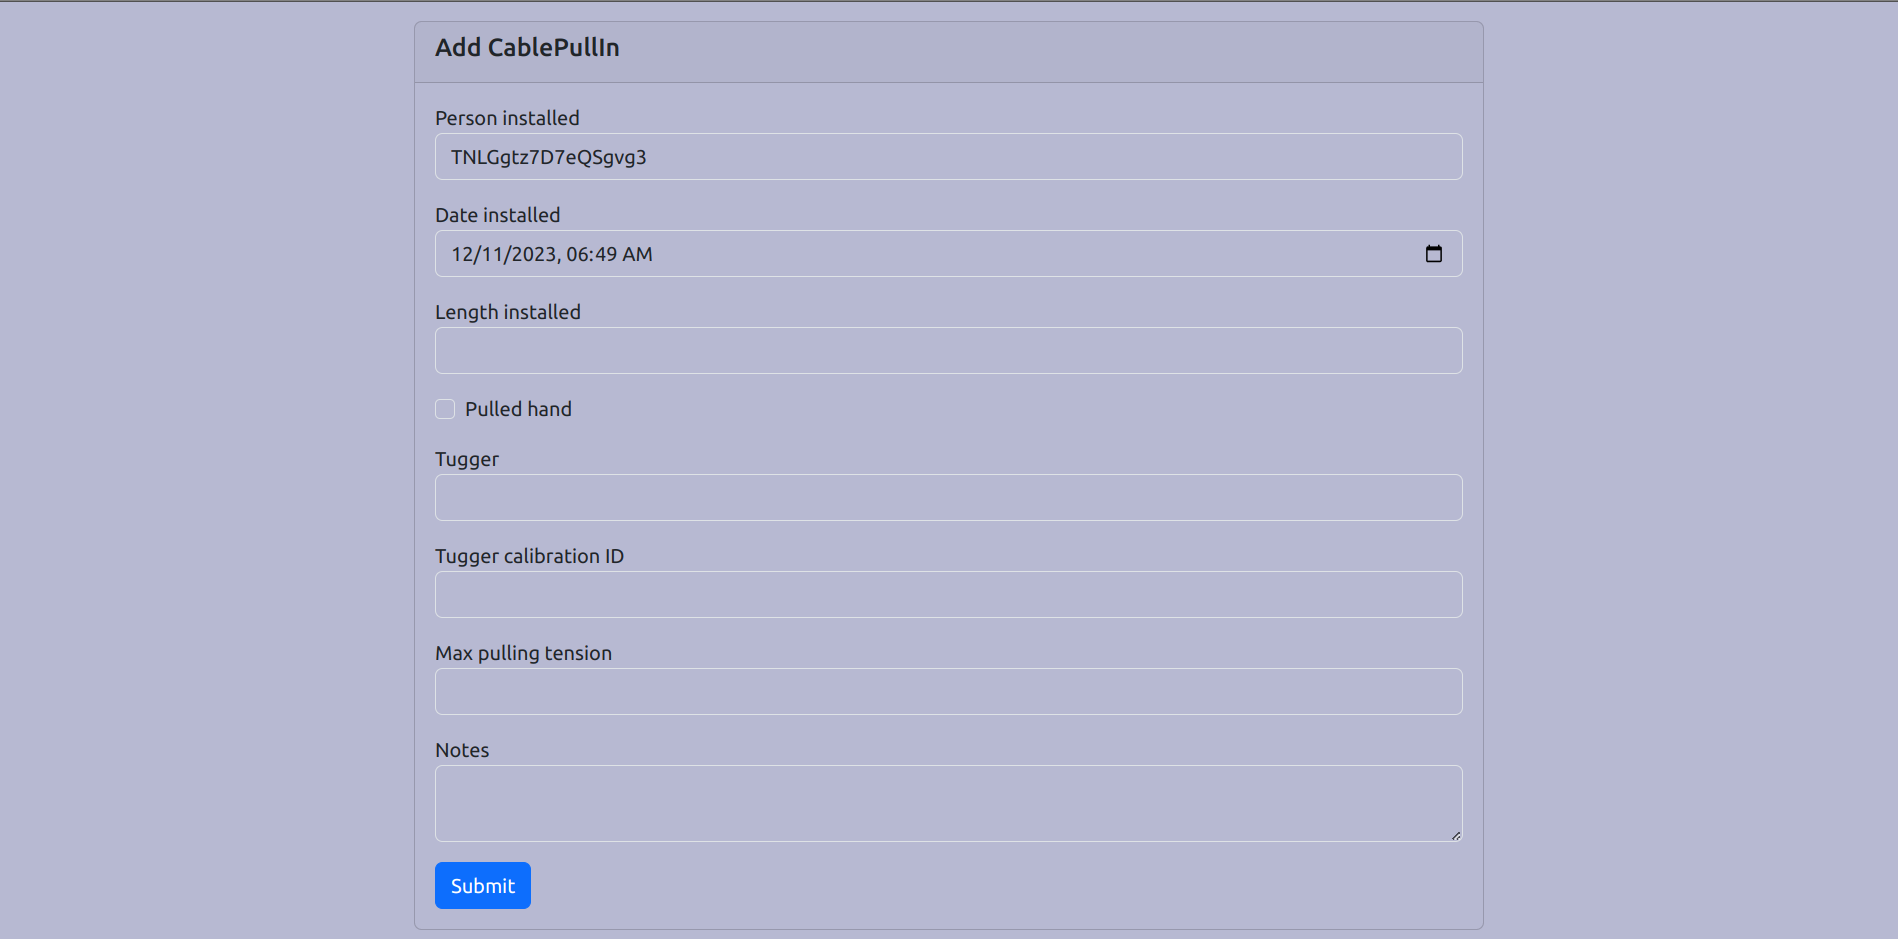 Add CablePullIn
Person installed
TNLGgtz7D7eQSgvg3
Date installed
12/11/2023, 06:49 AM
Length installed
Pulled hand
Tugger
Tugger calibration ID
Max pulling tension
Notes
Submit